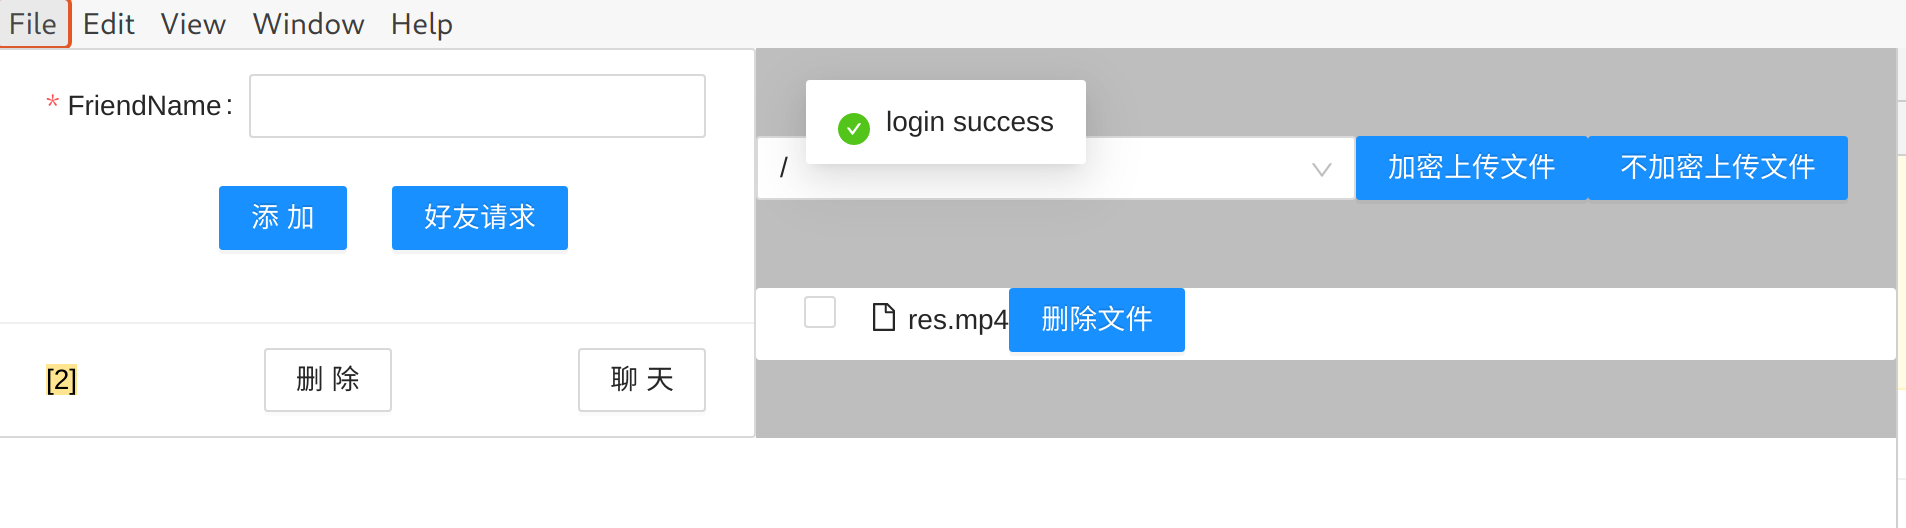 File Edit View Window Help
* FriendName:
添 加 好友请求
[2] 删 除 聊 天
login success
/ 加密上传文件 不加密上传文件
res.mp4 删除文件